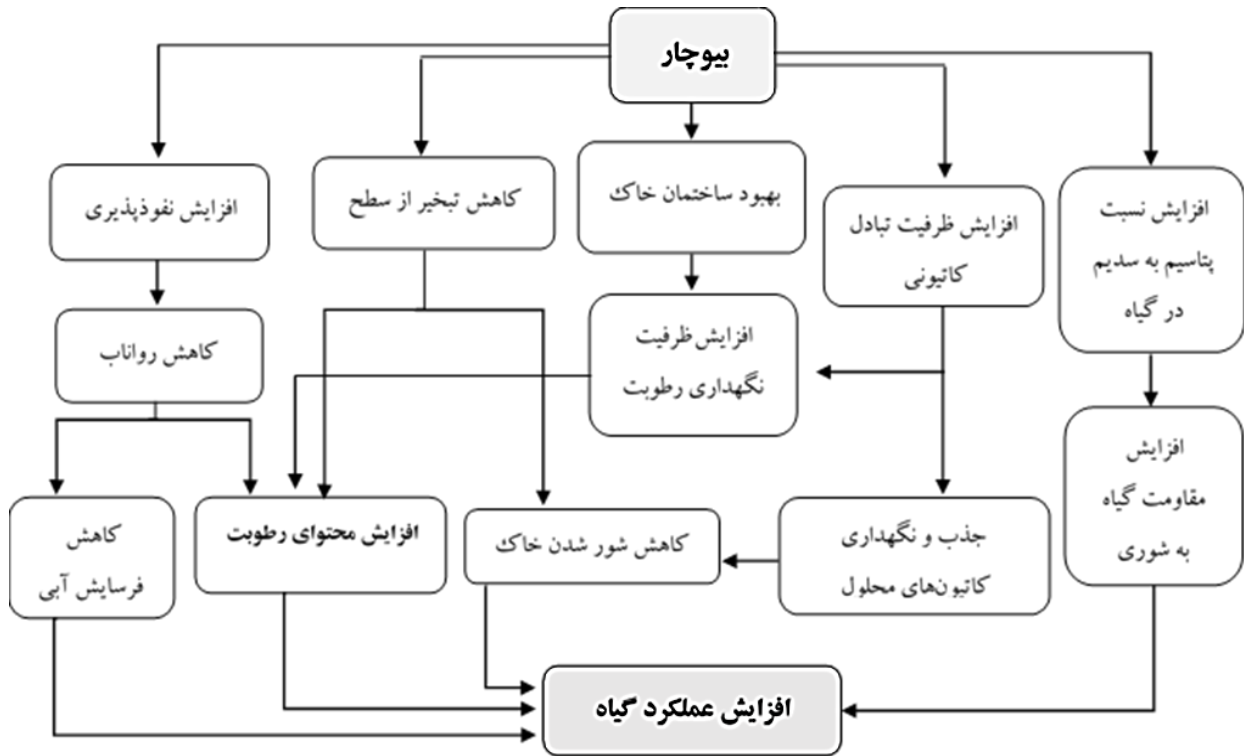 بیوچار
افزایش نسبت
پتاسیم به سدیم
در گیاه
افزایش ظرفیت تبادل
کاتیونی
بهبود ساختمان خاک
کاهش تبخیر از سطح
افزایش نفوذپذیری
افزایش ظرفیت
نگهداری رطوبت
کاهش رواناب
افزایش
مقاومت گیاه
به شوری
جذب و نگهداری
کاتیون‌های محلول
کاهش شور شدن خاک
افزایش محتوای رطوبت
کاهش
فرسایش آبی
افزایش عملکرد گیاه